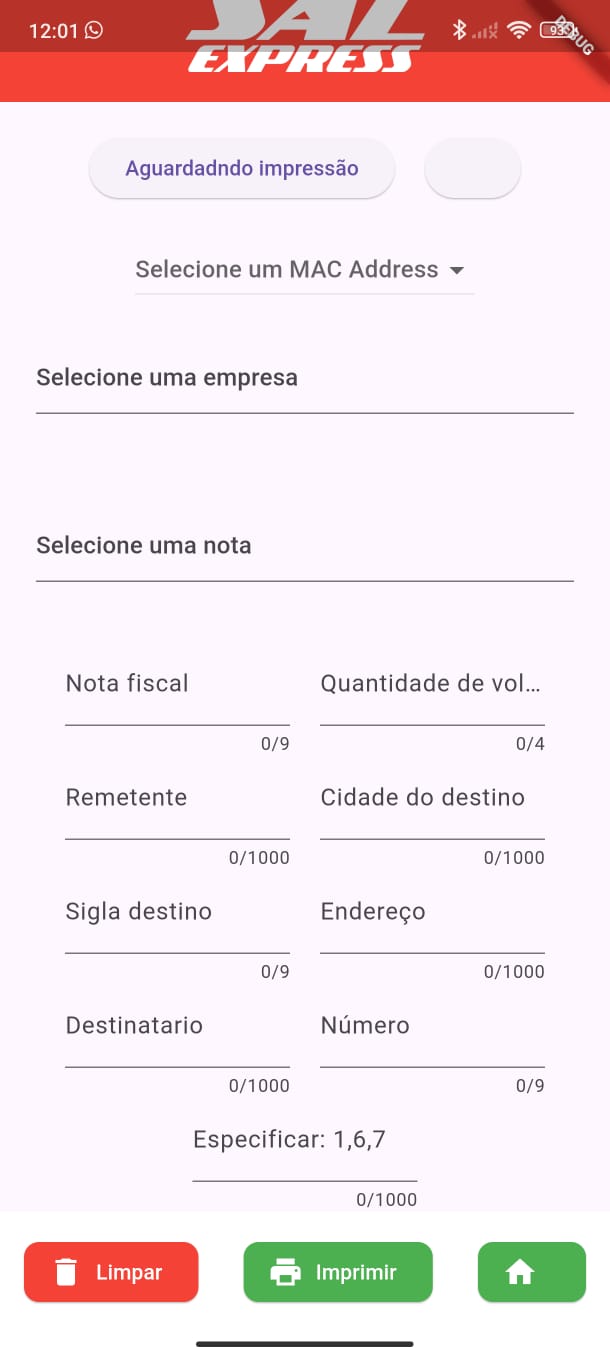 12:01 93 DEBUG
SAL
EXPRESS
Aguardadndo impressão
Selecione um MAC Address
Selecione uma empresa
Selecione uma nota
Nota fiscal Quantidade de vol...
0/9 0/4
Remetente Cidade do destino
0/1000 0/1000
Sigla destino Endereço
0/9 0/1000
Destinatario Número
0/1000 0/9
Especificar: 1,6,7
0/1000
Limpar Imprimir